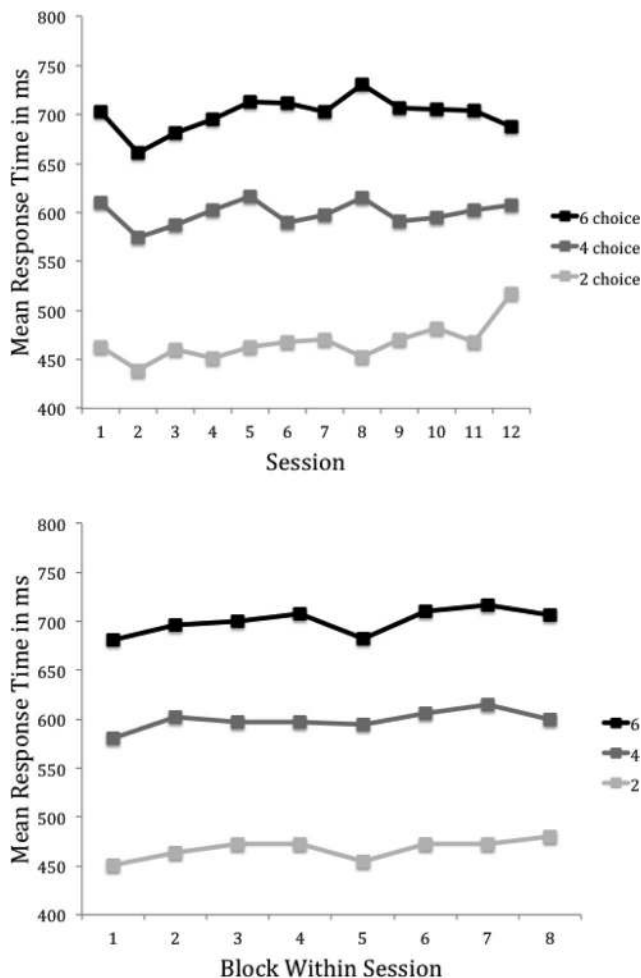 800
750
700
650
600
550
500
450
400
Mean Response Time in ms
1 2 3 4 5 6 7 8 9 10 11 12
Session
6 choice
4 choice
2 choice
800
750
700
650
600
550
500
450
400
Mean Response Time in ms
1 2 3 4 5 6 7 8
Block Within Session
6
4
2